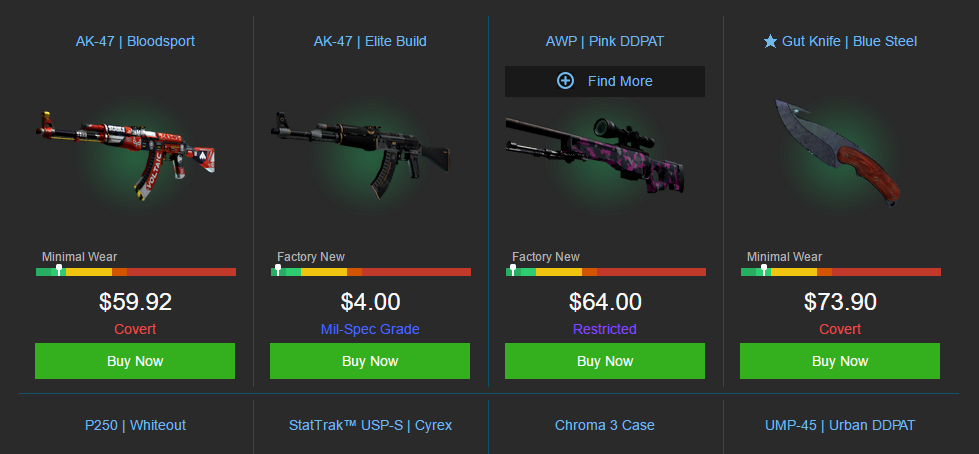 AK-47 | Bloodsport
AK-47 | Elite Build
AWP | Pink DDPAT
★ Gut Knife | Blue Steel
Find More
VOLTAIC
Minimal Wear
Factory New
Factory New
Minimal Wear
$59.92
$4.00
$64.00
$73.90
Covert
Mil-Spec Grade
Restricted
Covert
Buy Now
Buy Now
Buy Now
Buy Now
P250 | Whiteout
StatTrak™ USP-S | Cyrex
Chroma 3 Case
UMP-45 | Urban DDPAT